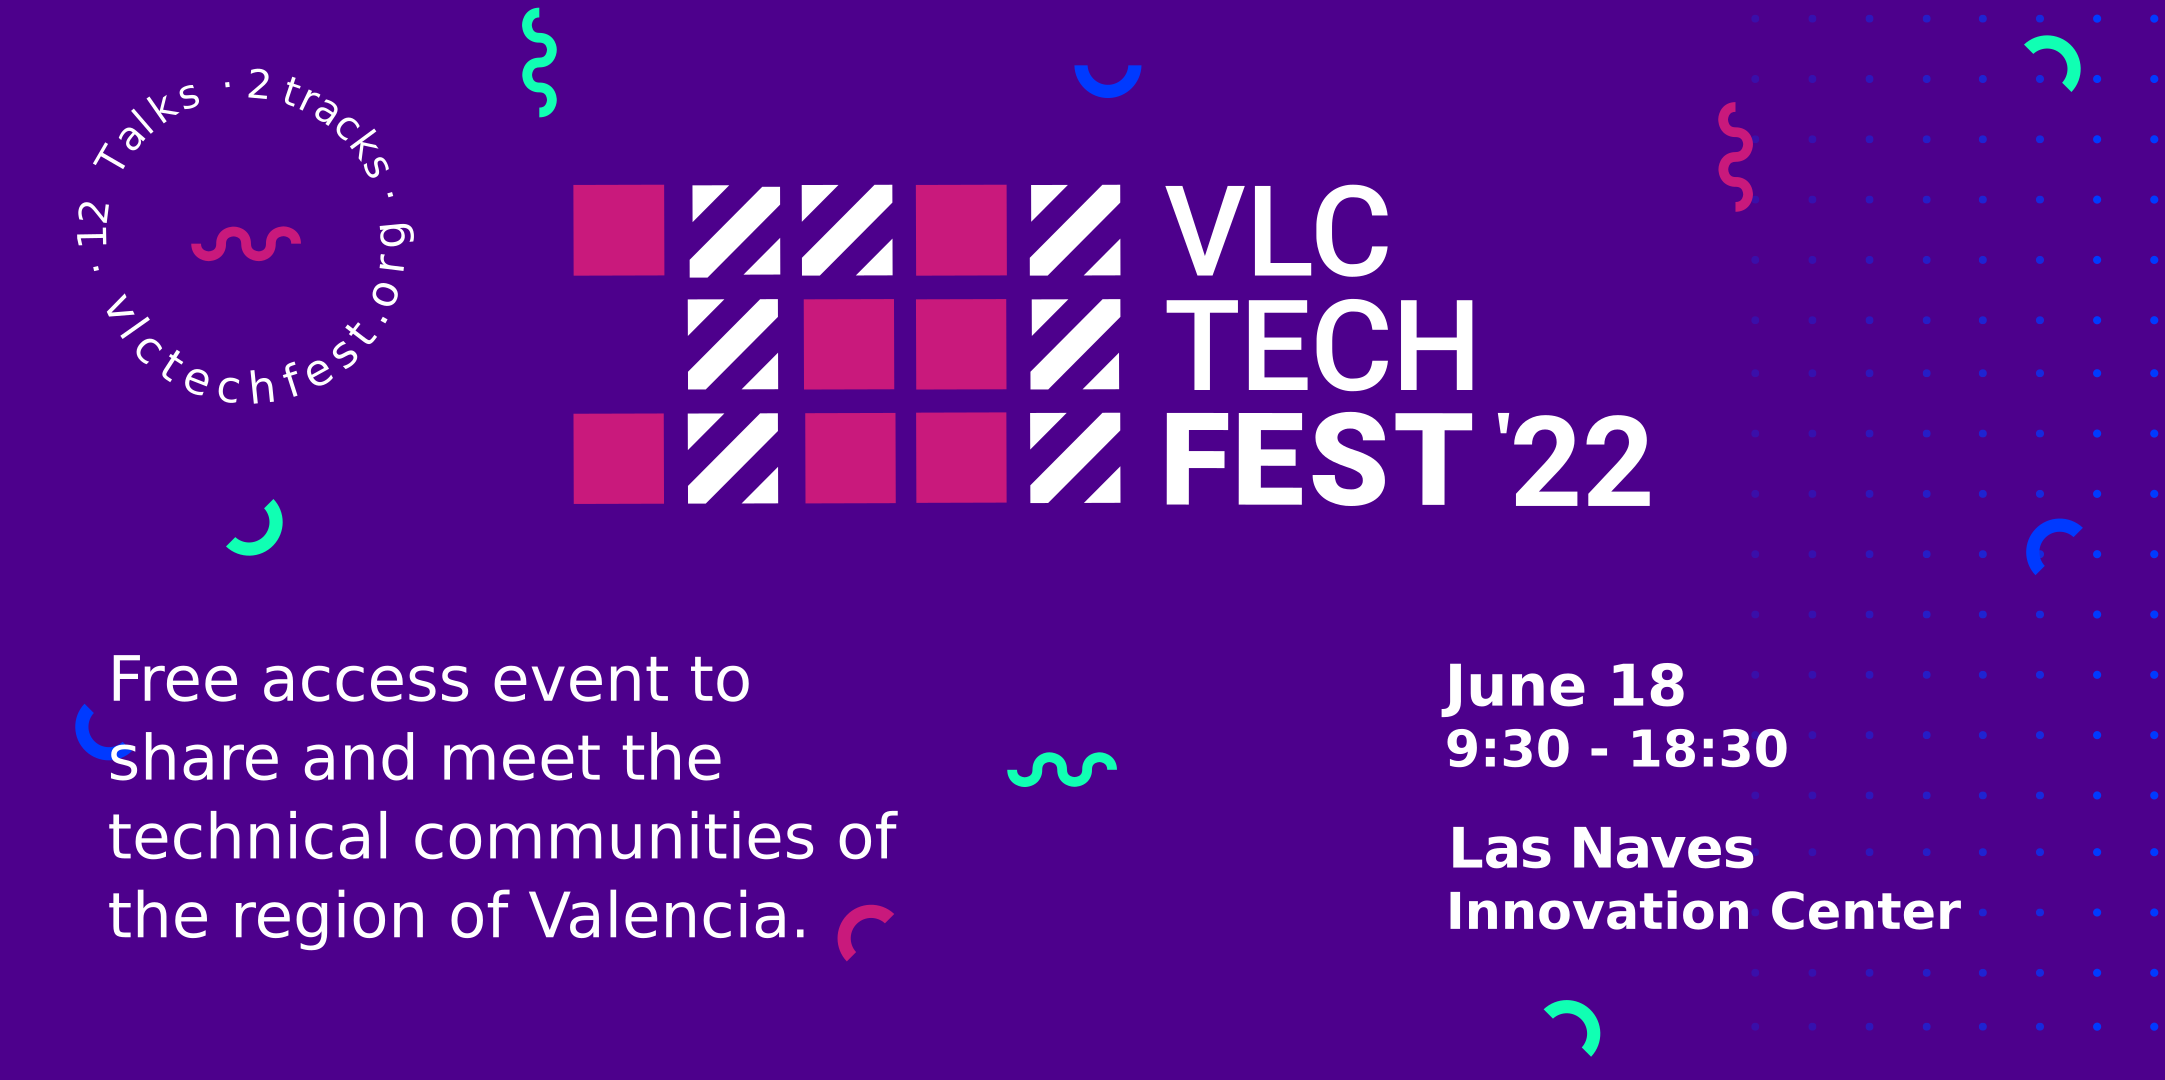 12 Talks · 2 tracks · vlctechfest.org ·
VLC
TECH
FEST '22
Free access event to
share and meet the
technical communities of
the region of Valencia.
June 18
9:30 - 18:30
Las Naves
Innovation Center